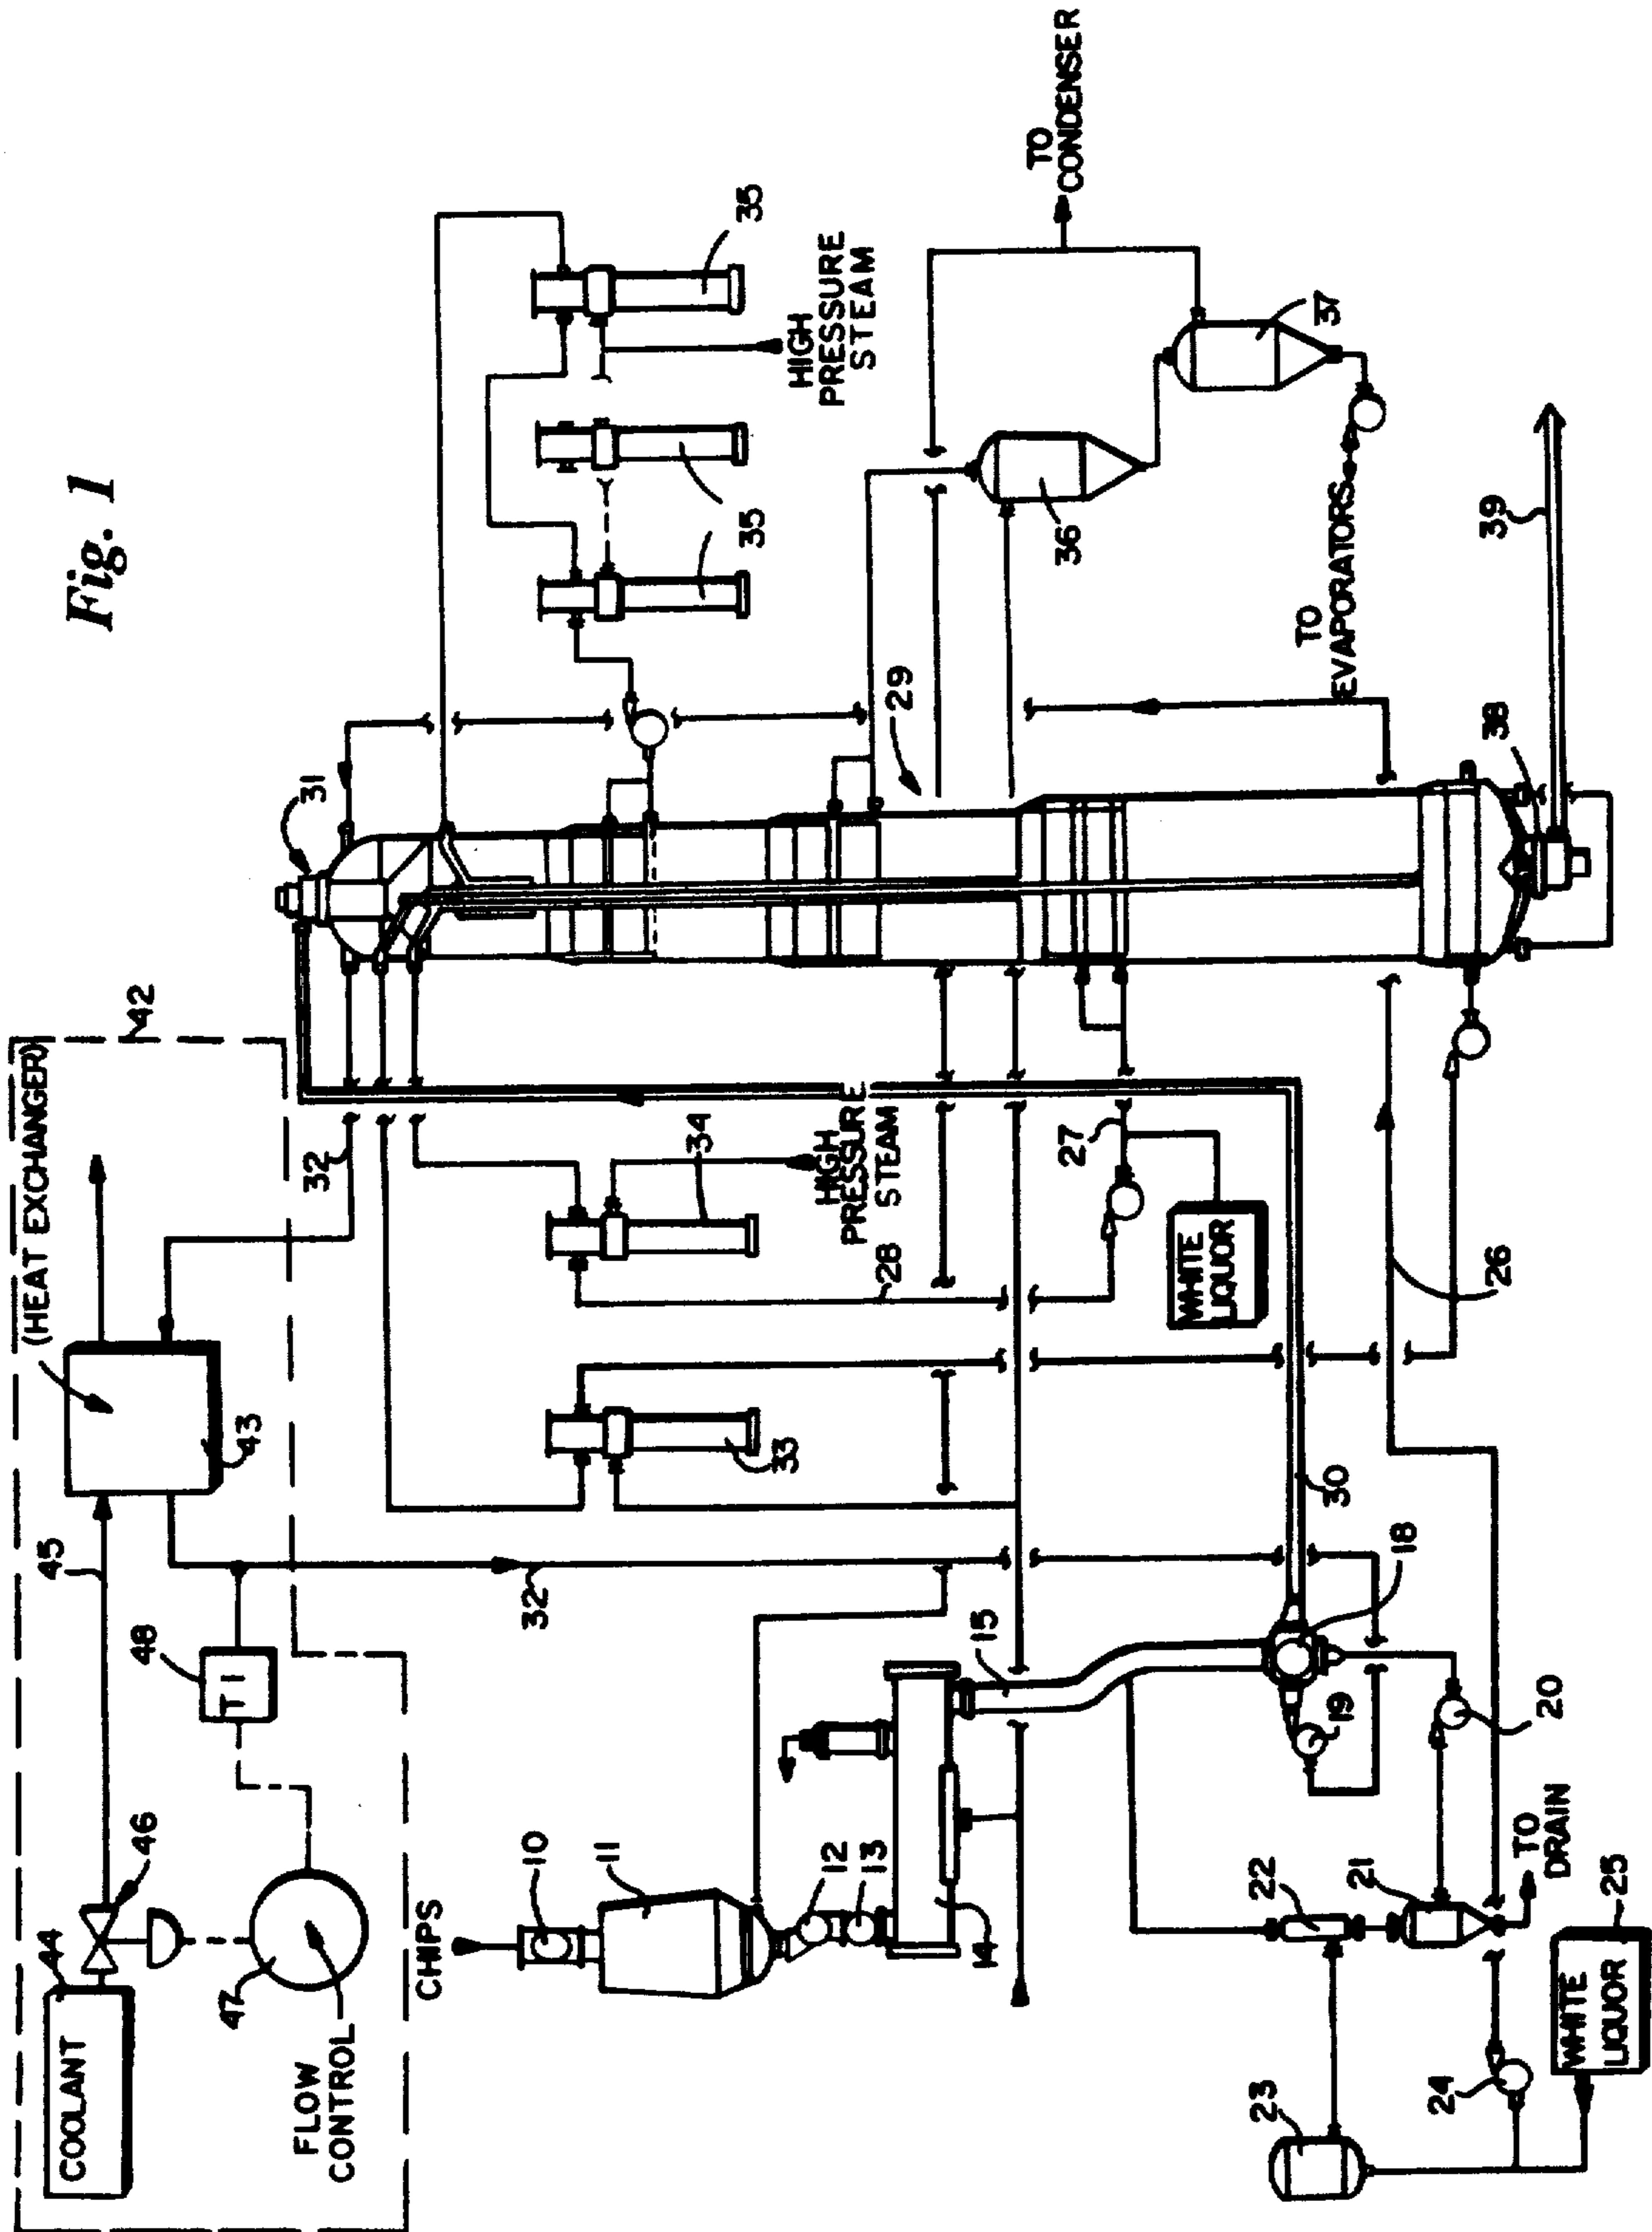 Fig. 1
COOLANT
44
46
45
47
FLOW
CONTROL
48
T I
43
(HEAT EXCHANGER)
42
32
32
CHIPS
10
11
12
13
14
15
33
28
34
HIGH
PRESSURE
STEAM
31
35
35
35
HIGH
PRESSURE
STEAM
29
36
37
TO
CONDENSER
TO
EVAPORATORS
38
39
27
WHITE
LIQUOR
26
30
18
19
20
21
22
23
24
TO
DRAIN
WHITE
LIQUOR
25